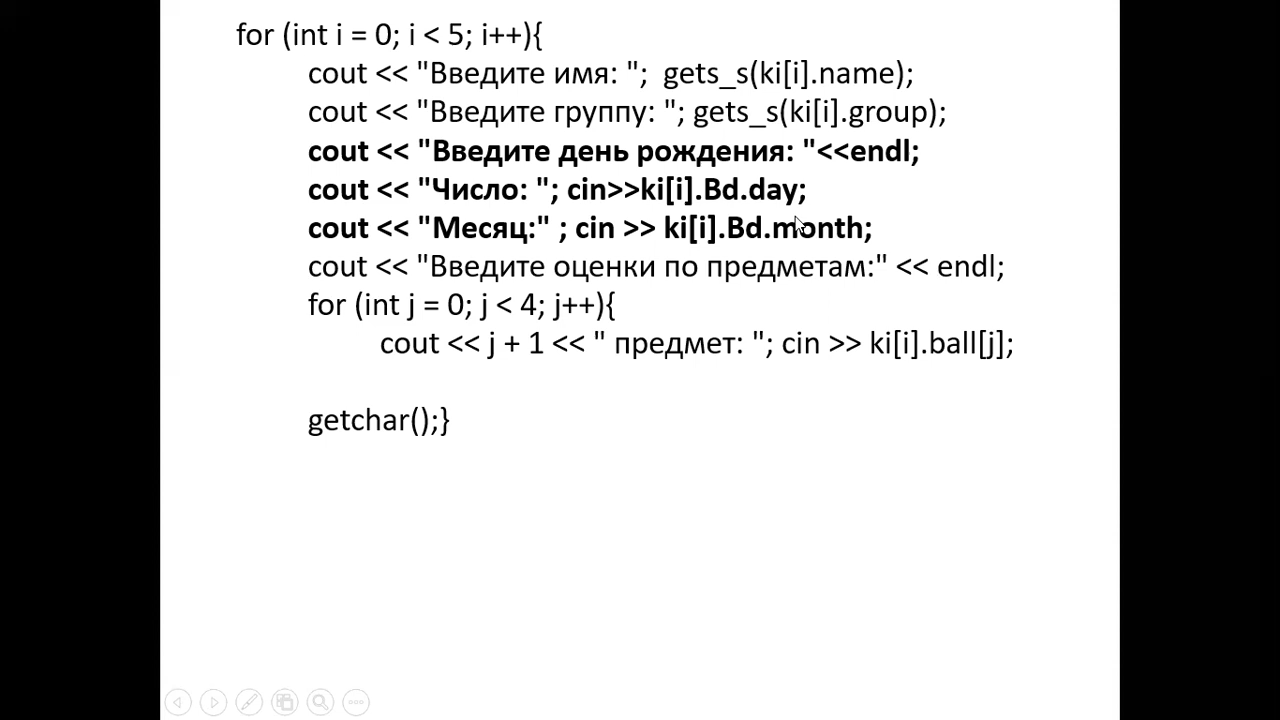 for (int i = 0; i < 5; i++){
cout << "Введите имя: ";  gets_s(ki[i].name);
cout << "Введите группу: "; gets_s(ki[i].group);
cout << "Введите день рождения: "<<endl;
cout << "Число: "; cin>>ki[i].Bd.day;
cout << "Месяц:" ; cin >> ki[i].Bd.month;
cout << "Введите оценки по предметам:" << endl;
for (int j = 0; j < 4; j++){
cout << j + 1 << " предмет: "; cin >> ki[i].ball[j];
getchar();}